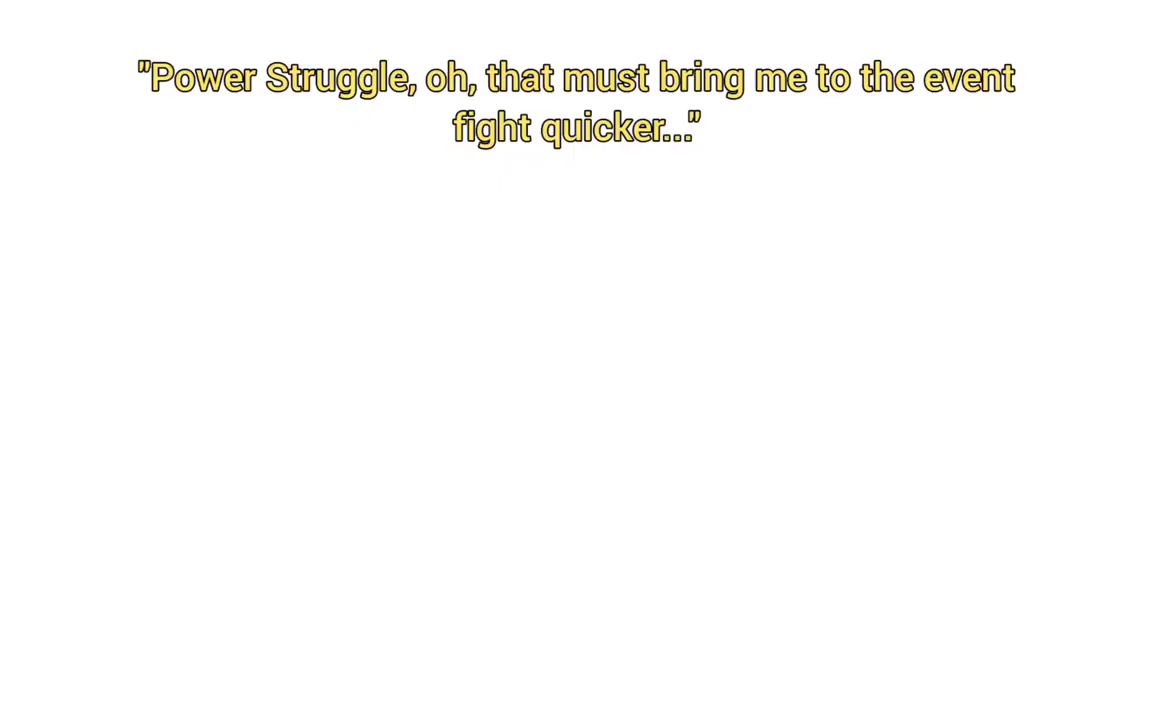 "Power Struggle, oh, that must bring me to the event
fight quicker..."